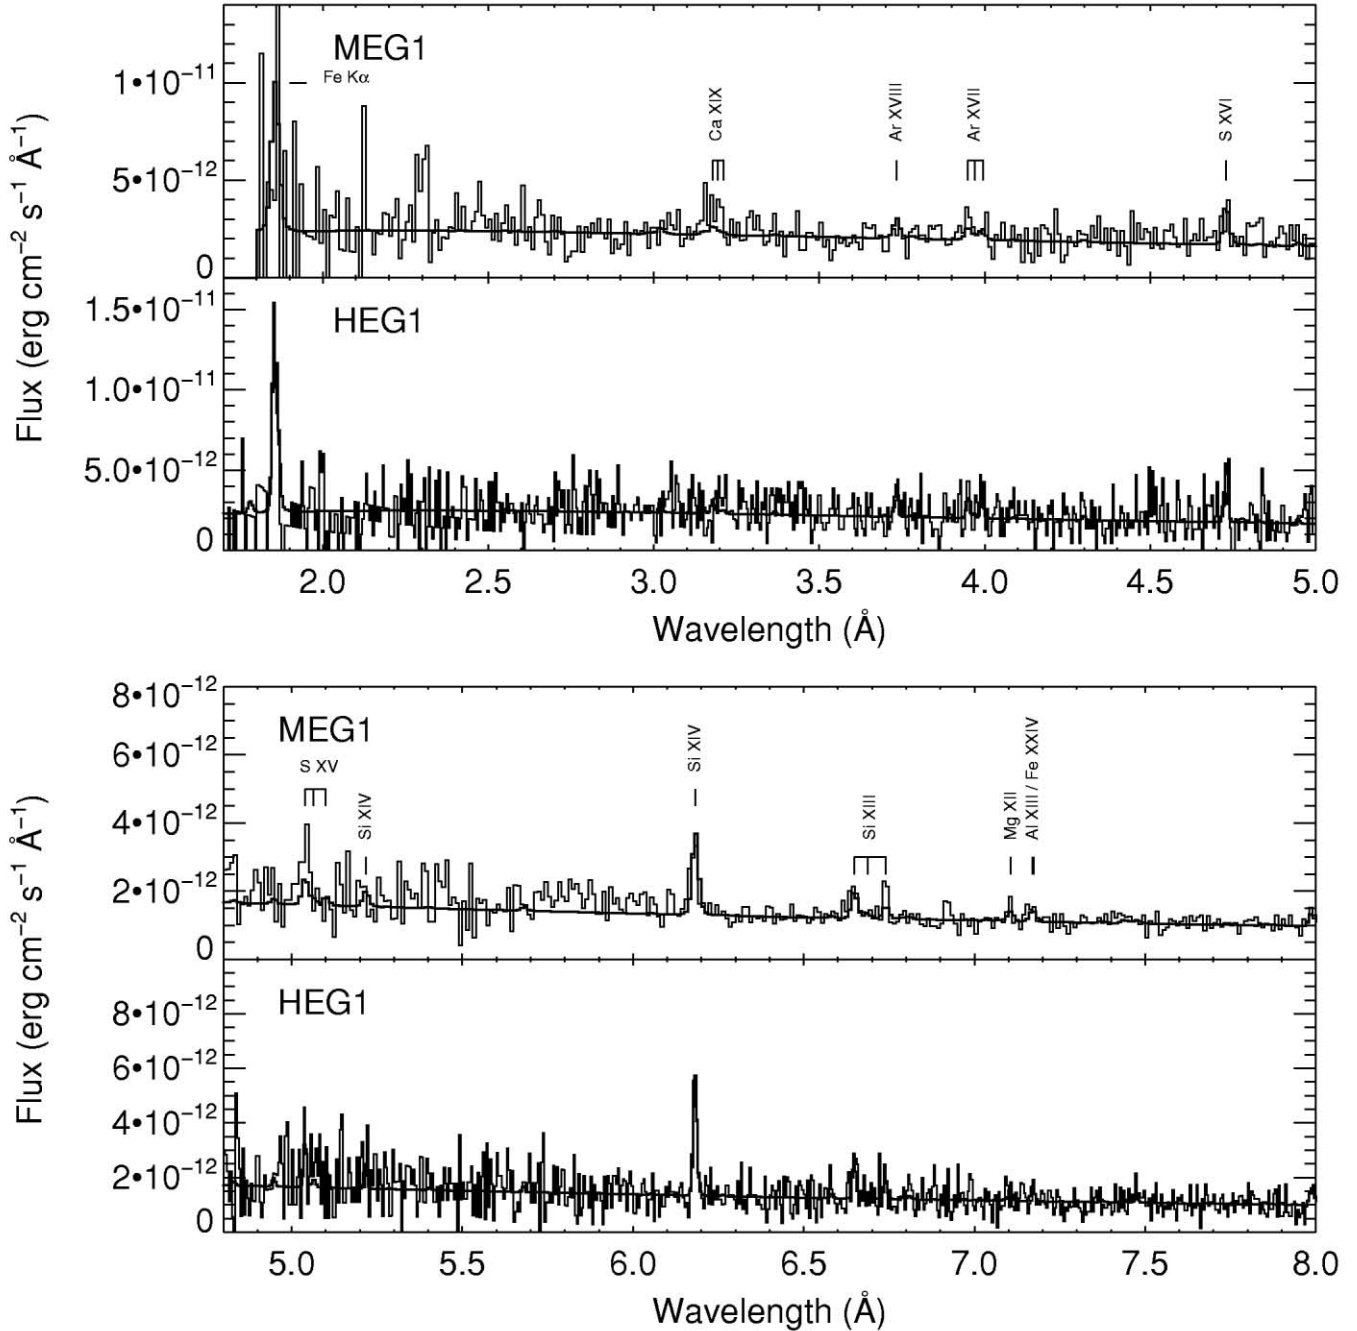 MEG1
Fe Kα
Ca XIX
Ar XVIII
Ar XVII
S XVI
1•10⁻¹¹
5•10⁻¹²
0
Flux (erg cm⁻² s⁻¹ Å⁻¹)
HEG1
1.5•10⁻¹¹
1.0•10⁻¹¹
5.0•10⁻¹²
0
2.0 2.5 3.0 3.5 4.0 4.5 5.0
Wavelength (Å)
MEG1
S XV
Si XIV
Si XIV
Si XIII
Mg XII
Al XIII / Fe XXIV
8•10⁻¹²
6•10⁻¹²
4•10⁻¹²
2•10⁻¹²
0
Flux (erg cm⁻² s⁻¹ Å⁻¹)
HEG1
8•10⁻¹²
6•10⁻¹²
4•10⁻¹²
2•10⁻¹²
0
5.0 5.5 6.0 6.5 7.0 7.5 8.0
Wavelength (Å)